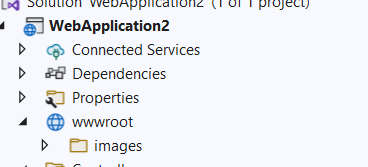 Solution 'WebApplication2' (1 of 1 project)
WebApplication2
Connected Services
Dependencies
Properties
wwwroot
images